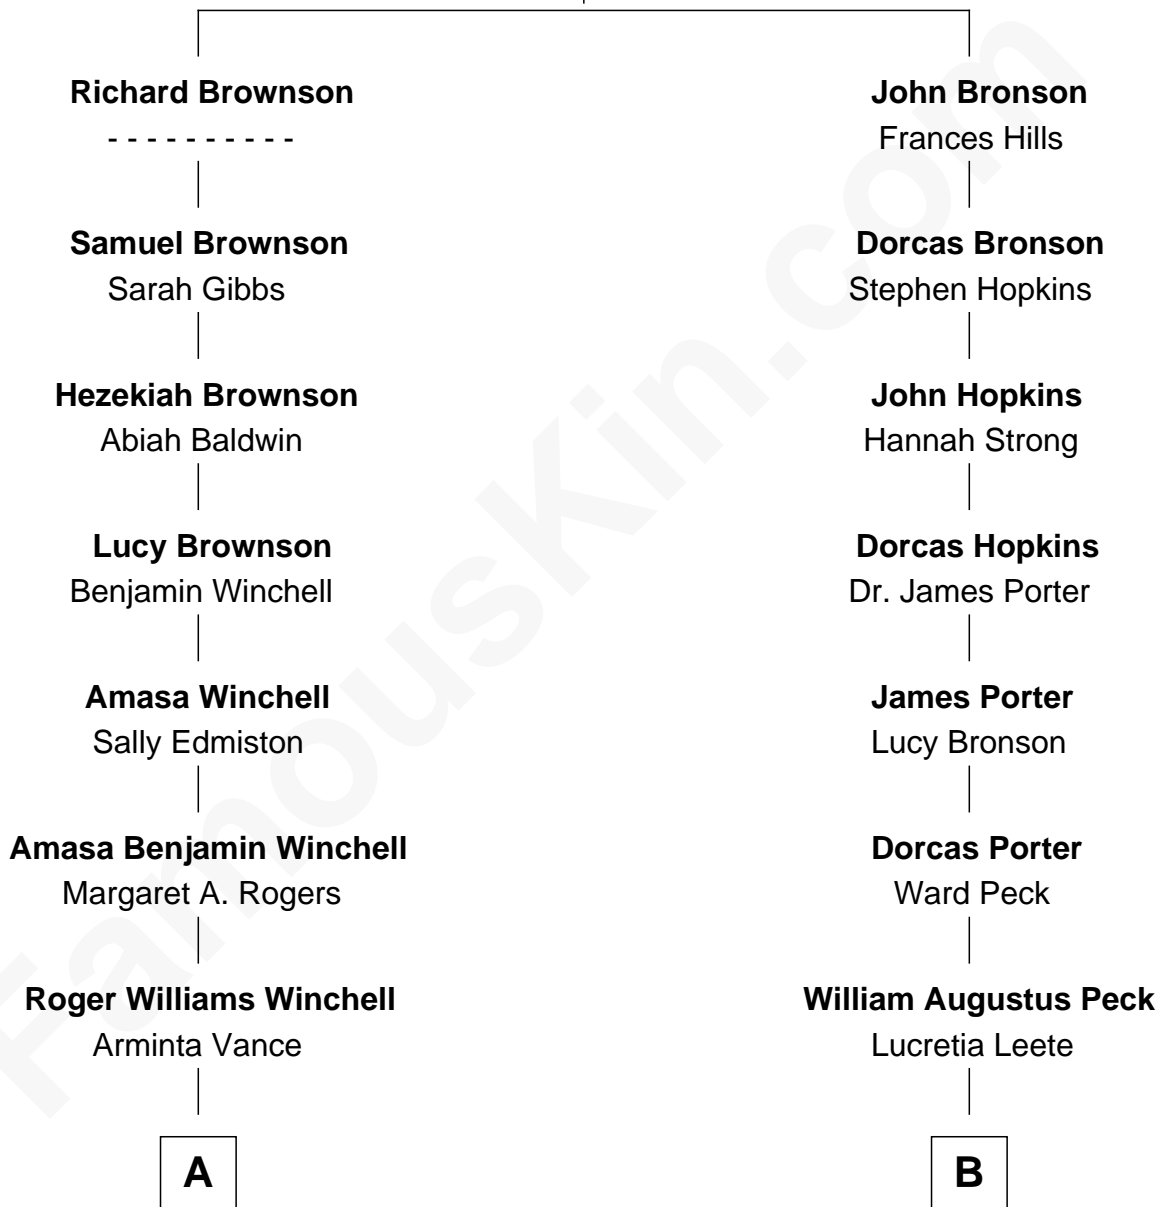 Richard Brownson
- - - - - - - - - -
Samuel Brownson
Sarah Gibbs
Hezekiah Brownson
Abiah Baldwin
Lucy Brownson
Benjamin Winchell
Amasa Winchell
Sally Edmiston
Amasa Benjamin Winchell
Margaret A. Rogers
Roger Williams Winchell
Arminta Vance
A
John Bronson
Frances Hills
Dorcas Bronson
Stephen Hopkins
John Hopkins
Hannah Strong
Dorcas Hopkins
Dr. James Porter
James Porter
Lucy Bronson
Dorcas Porter
Ward Peck
William Augustus Peck
Lucretia Leete
B
FamousKin.com